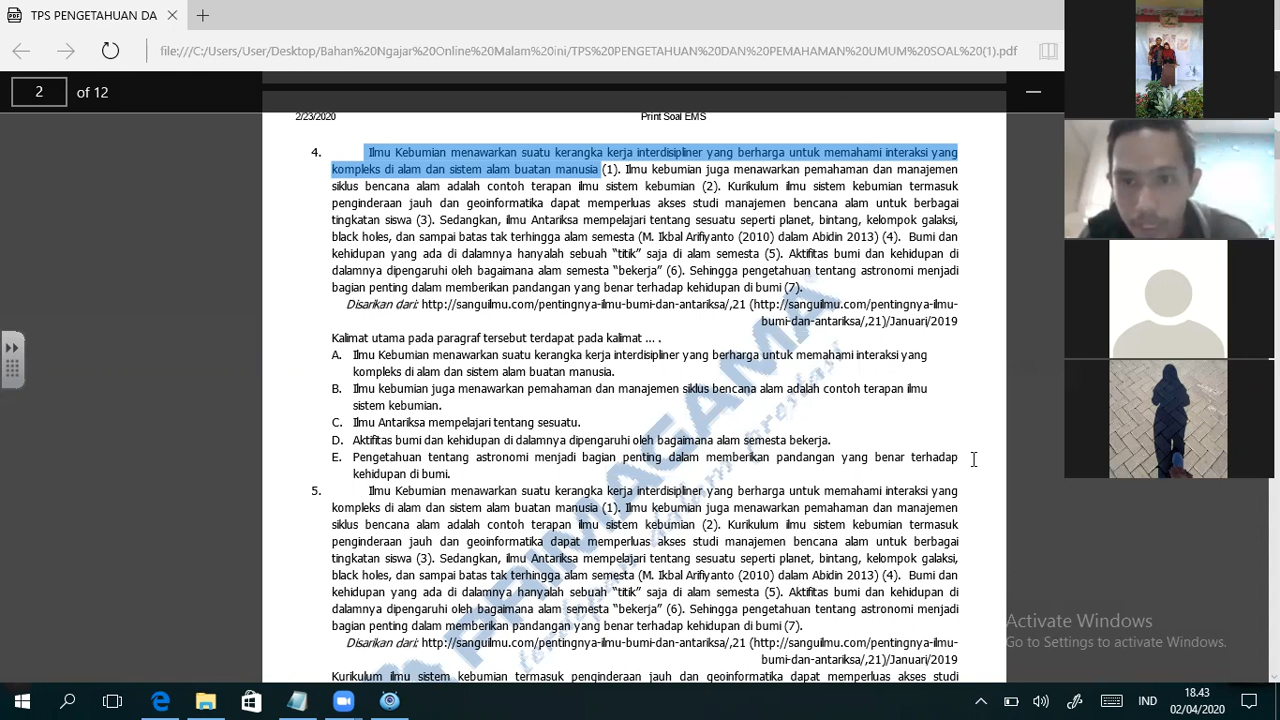 TPS PENGETAHUAN DA
file:///C:/Users/User/Desktop/Bahan%20Ngajar%20Online%20Malam%20ini/TPS%20PENGETAHUAN%20DAN%20PEMAHAMAN%20UMUM%20SOAL%20(1).pdf
2 of 12
2/23/2020 Print Soal EMS
4. Ilmu Kebumian menawarkan suatu kerangka kerja interdisipliner yang berharga untuk memahami interaksi yang
kompleks di alam dan sistem alam buatan manusia (1). Ilmu kebumian juga menawarkan pemahaman dan manajemen
siklus bencana alam adalah contoh terapan ilmu sistem kebumian (2). Kurikulum ilmu sistem kebumian termasuk
penginderaan jauh dan geoinformatika dapat memperluas akses studi manajemen bencana alam untuk berbagai
tingkatan siswa (3). Sedangkan, ilmu Antariksa mempelajari tentang sesuatu seperti planet, bintang, kelompok galaksi,
black holes, dan sampai batas tak terhingga alam semesta (M. Ikbal Arifiyanto (2010) dalam Abidin 2013) (4). Bumi dan
kehidupan yang ada di dalamnya hanyalah sebuah “titik” saja di alam semesta (5). Aktifitas bumi dan kehidupan di
dalamnya dipengaruhi oleh bagaimana alam semesta “bekerja” (6). Sehingga pengetahuan tentang astronomi menjadi
bagian penting dalam memberikan pandangan yang benar terhadap kehidupan di bumi (7).
Disarikan dari: http://sanguilmu.com/pentingnya-ilmu-bumi-dan-antariksa/,21 (http://sanguilmu.com/pentingnya-ilmu-
bumi-dan-antariksa/,21)/Januari/2019
Kalimat utama pada paragraf tersebut terdapat pada kalimat ... .
A. Ilmu Kebumian menawarkan suatu kerangka kerja interdisipliner yang berharga untuk memahami interaksi yang
kompleks di alam dan sistem alam buatan manusia.
B. Ilmu kebumian juga menawarkan pemahaman dan manajemen siklus bencana alam adalah contoh terapan ilmu
sistem kebumian.
C. Ilmu Antariksa mempelajari tentang sesuatu.
D. Aktifitas bumi dan kehidupan di dalamnya dipengaruhi oleh bagaimana alam semesta bekerja.
E. Pengetahuan tentang astronomi menjadi bagian penting dalam memberikan pandangan yang benar terhadap
kehidupan di bumi.
5. Ilmu Kebumian menawarkan suatu kerangka kerja interdisipliner yang berharga untuk memahami interaksi yang
kompleks di alam dan sistem alam buatan manusia (1). Ilmu kebumian juga menawarkan pemahaman dan manajemen
siklus bencana alam adalah contoh terapan ilmu sistem kebumian (2). Kurikulum ilmu sistem kebumian termasuk
penginderaan jauh dan geoinformatika dapat memperluas akses studi manajemen bencana alam untuk berbagai
tingkatan siswa (3). Sedangkan, ilmu Antariksa mempelajari tentang sesuatu seperti planet, bintang, kelompok galaksi,
black holes, dan sampai batas tak terhingga alam semesta (M. Ikbal Arifiyanto (2010) dalam Abidin 2013) (4). Bumi dan
kehidupan yang ada di dalamnya hanyalah sebuah “titik” saja di alam semesta (5). Aktifitas bumi dan kehidupan di
dalamnya dipengaruhi oleh bagaimana alam semesta “bekerja” (6). Sehingga pengetahuan tentang astronomi menjadi
bagian penting dalam memberikan pandangan yang benar terhadap kehidupan di bumi (7).
Disarikan dari: http://sanguilmu.com/pentingnya-ilmu-bumi-dan-antariksa/,21 (http://sanguilmu.com/pentingnya-ilmu-
bumi-dan-antariksa/,21)/Januari/2019
Kurikulum ilmu sistem kebumian termasuk penginderaan jauh dan geoinformatika dapat memperluas akses studi
PRIMAGAMA
Activate Windows
Go to Settings to activate Windows.
IND
18.43
02/04/2020